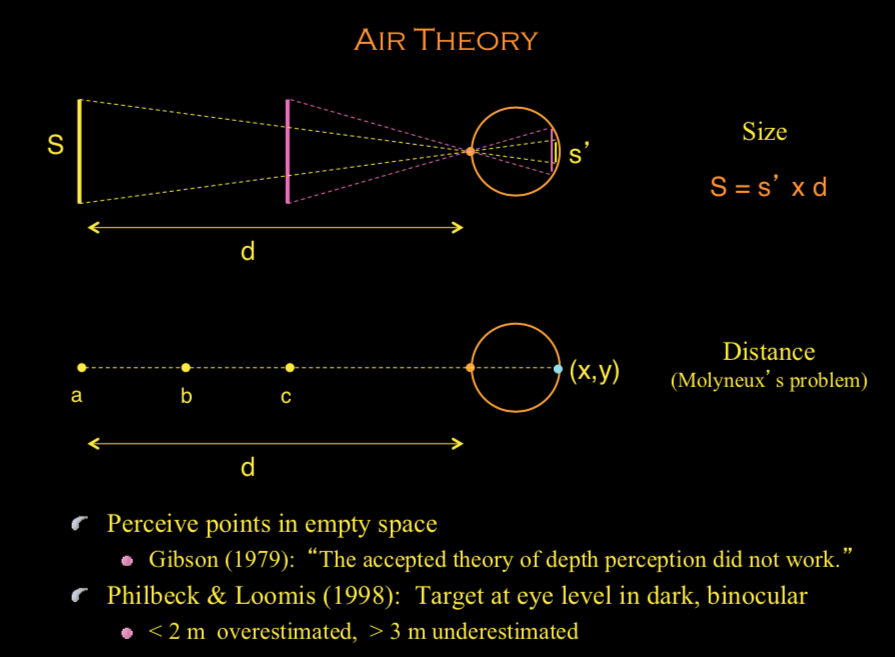 AIR THEORY
S
s’
d
Size
S = s’ x d
a
b
c
(x,y)
d
Distance
(Molyneux’s problem)
Perceive points in empty space
Gibson (1979): “The accepted theory of depth perception did not work.”
Philbeck & Loomis (1998): Target at eye level in dark, binocular
< 2 m overestimated, > 3 m underestimated